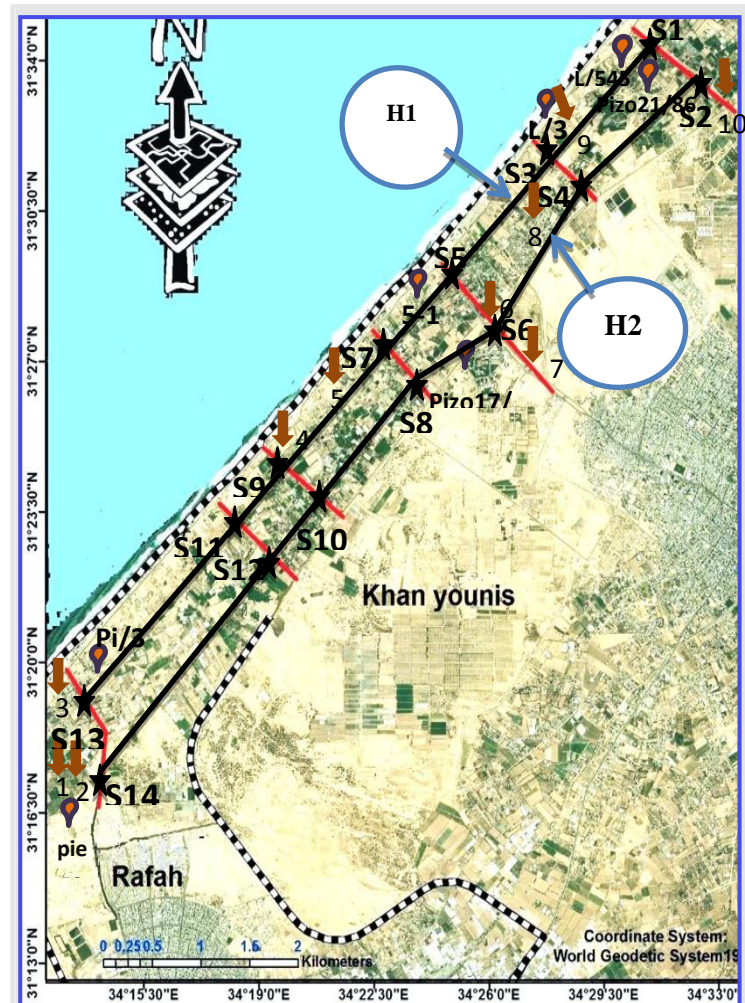 N
S1
L/545
Pizo21/86
S2
10
H1
L/3
9
S3
S4
8
S5
5-1
6
S6
H2
S7
7
5
Pizo17/
S8
4
S9
S10
S11
S12
Khan younis
Pi/3
3
S13
1
2
S14
pie
Rafah
0 0,250,5 1 1.5 2
Kilometers
Coordinate System:
World Geodetic System19
31°34'0"N
31°30'30"N
31°27'0"N
31°23'30"N
31°20'0"N
31°16'30"N
31°13'0"N
34°15'30"E
34°19'0"E
34°22'30"E
34°26'0"E
34°29'30"E
34°33'0"E